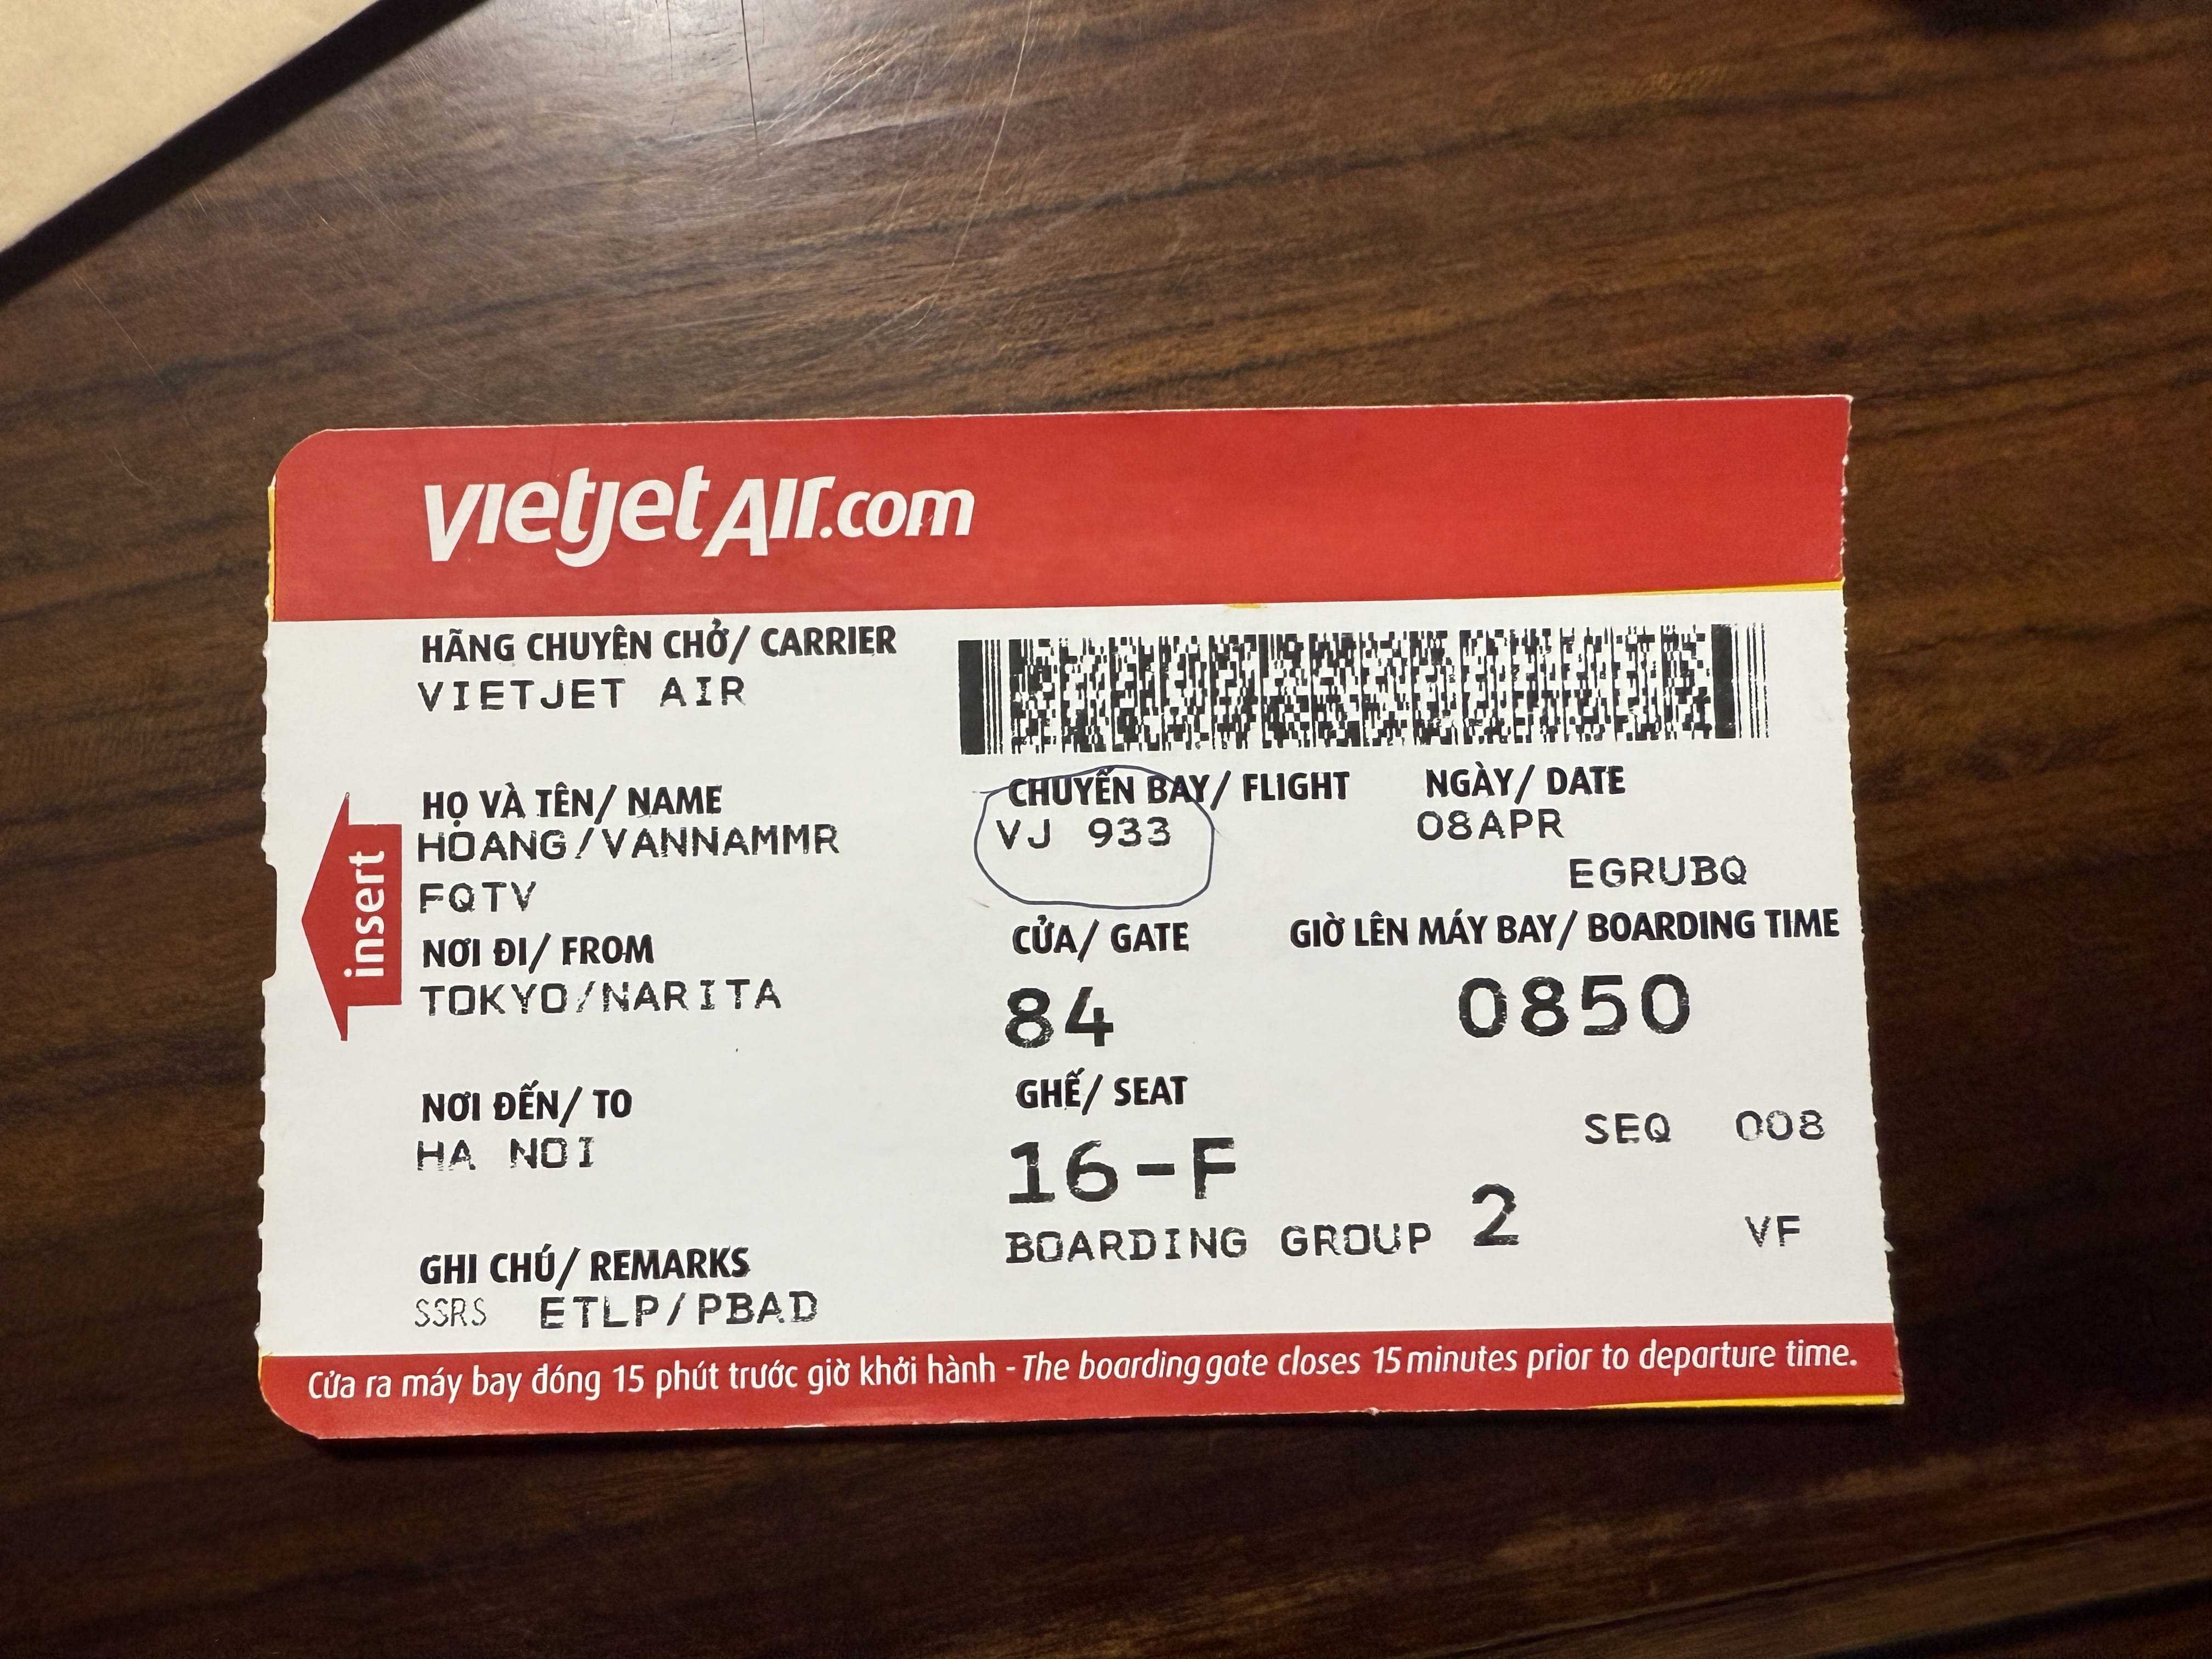 vietjetAir.com
HÃNG CHUYÊN CHỞ/ CARRIER
VIETJET AIR
HỌ VÀ TÊN/ NAME
HOANG/VANNAMMR
FQTV
NƠI ĐI/ FROM
TOKYO/NARITA
NƠI ĐẾN/ TO
HA NOI
GHI CHÚ/ REMARKS
SSRS ETLP/PBAD
insert
CHUYẾN BAY/ FLIGHT
VJ 933
NGÀY/ DATE
08APR
EGRUBQ
CỬA/ GATE
84
GIỜ LÊN MÁY BAY/ BOARDING TIME
0850
GHẾ/ SEAT
16-F
SEQ 008
BOARDING GROUP 2
VF
Cửa ra máy bay đóng 15 phút trước giờ khởi hành - The boarding gate closes 15 minutes prior to departure time.